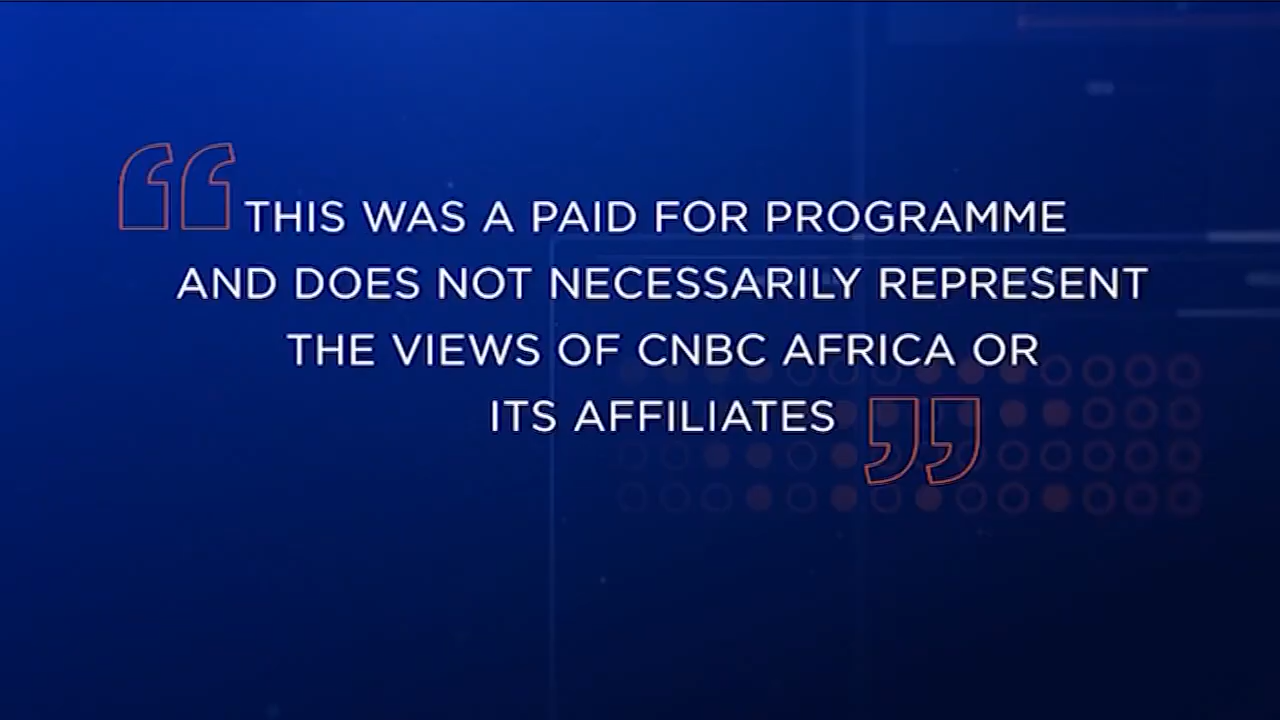 “THIS WAS A PAID FOR PROGRAMME
AND DOES NOT NECESSARILY REPRESENT
THE VIEWS OF CNBC AFRICA OR
ITS AFFILIATES”